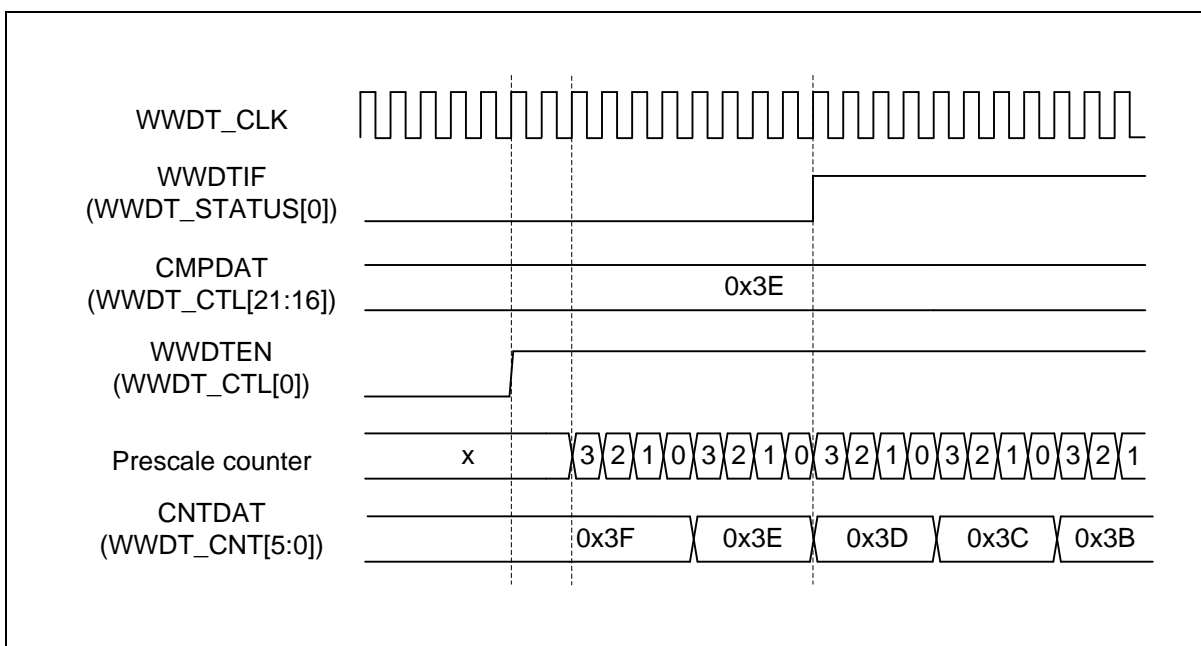 WWDT_CLK
WWDTIF
(WWDT_STATUS[0])
CMPDAT
(WWDT_CTL[21:16])
0x3E
WWDTEN
(WWDT_CTL[0])
Prescale counter
x 3 2 1 0 3 2 1 0 3 2 1 0 3 2 1 0 3 2 1
CNTDAT
(WWDT_CNT[5:0])
0x3F 0x3E 0x3D 0x3C 0x3B